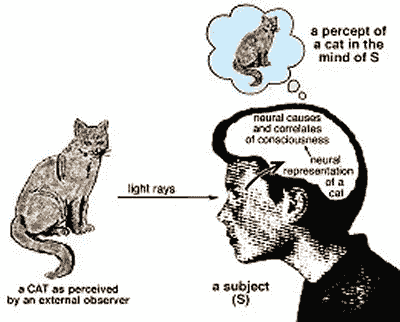 a percept of
a cat in the
mind of S
neural causes
and correlates
of consciousness
neural
representation
of a
cat
light rays
a CAT as perceived
by an external observer
a subject
(S)